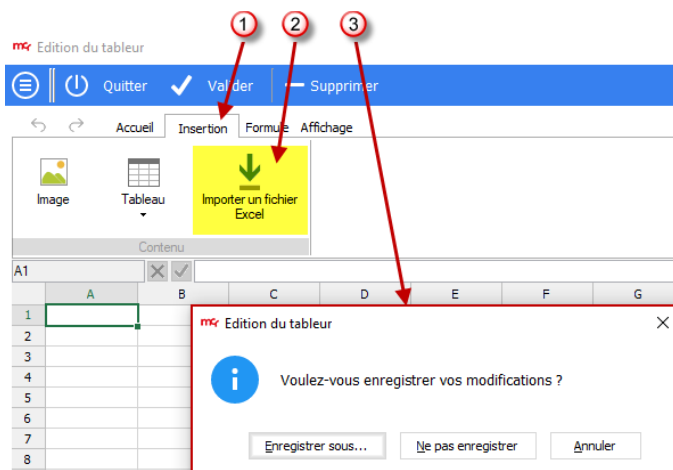 1 2 3
mcr Edition du tableur
Quitter Valider Supprimer
Accueil Insertion Formule Affichage
Image Tableau Importer un fichier
Excel
Contenu
A1
A B C D E F G
1
2
3
4
5
6
7
8
mcr Edition du tableur
Voulez-vous enregistrer vos modifications ?
Enregistrer sous... Ne pas enregistrer Annuler